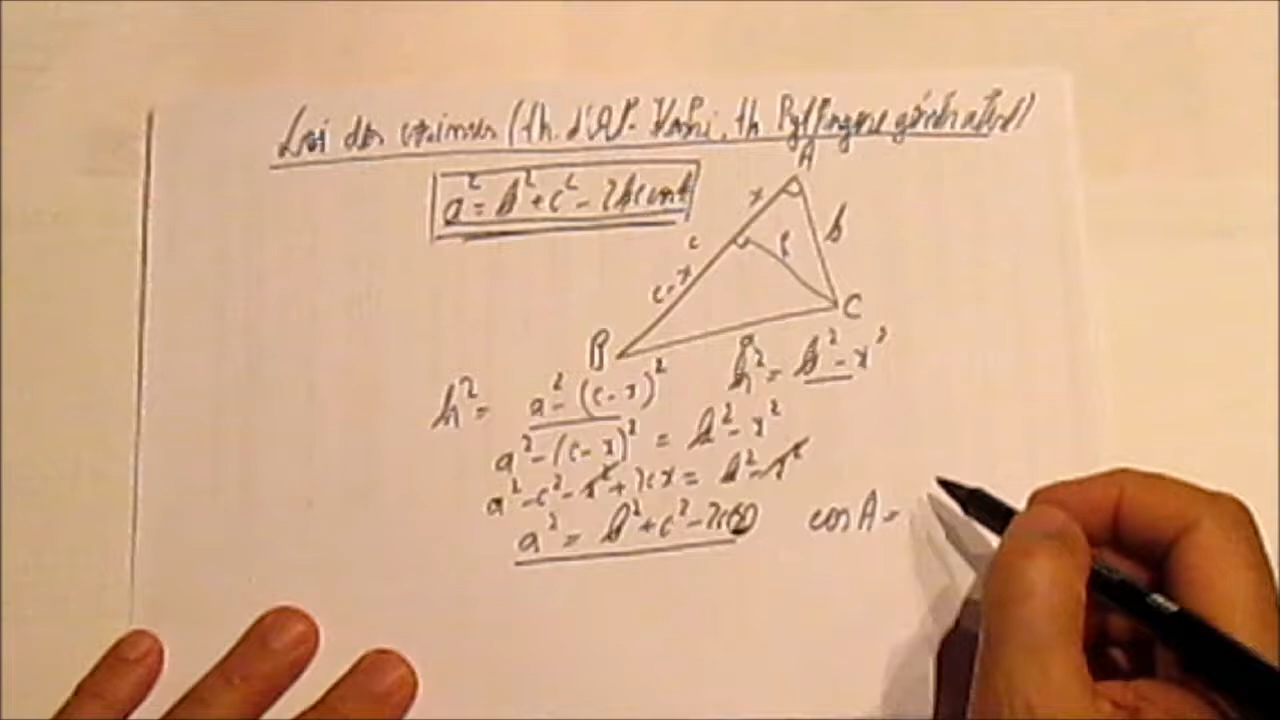 Loi des cosinus (th. d'Al-Kashi, th Pythagore généralisé)
a² = b² + c² - 2bc cos A
A
x
b
c
h
c-x
C
B
a
h² = a² - (c-x)²
h² = b² - x²
a² - (c-x)² = b² - x²
a² - c² - x² + 2cx = b² - x²
a² = b² + c² - 2cx
cos A =